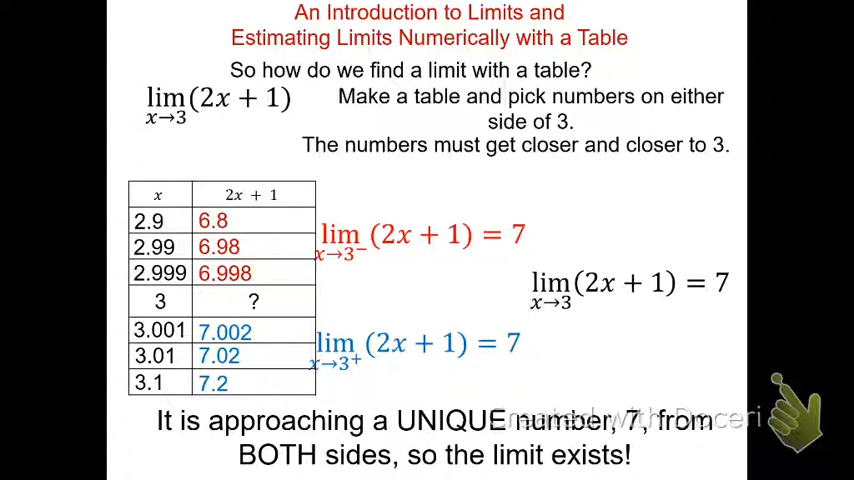 An Introduction to Limits and
Estimating Limits Numerically with a Table
So how do we find a limit with a table?
lim x→3 (2x + 1)
Make a table and pick numbers on either
side of 3.
The numbers must get closer and closer to 3.
x 2x + 1
2.9 6.8
2.99 6.98
2.999 6.998
3 ?
3.001 7.002
3.01 7.02
3.1 7.2
lim x→3⁻ (2x + 1) = 7
lim x→3 (2x + 1) = 7
lim x→3⁺ (2x + 1) = 7
It is approaching a UNIQUE number, 7, from
BOTH sides, so the limit exists!
Created with Doceri